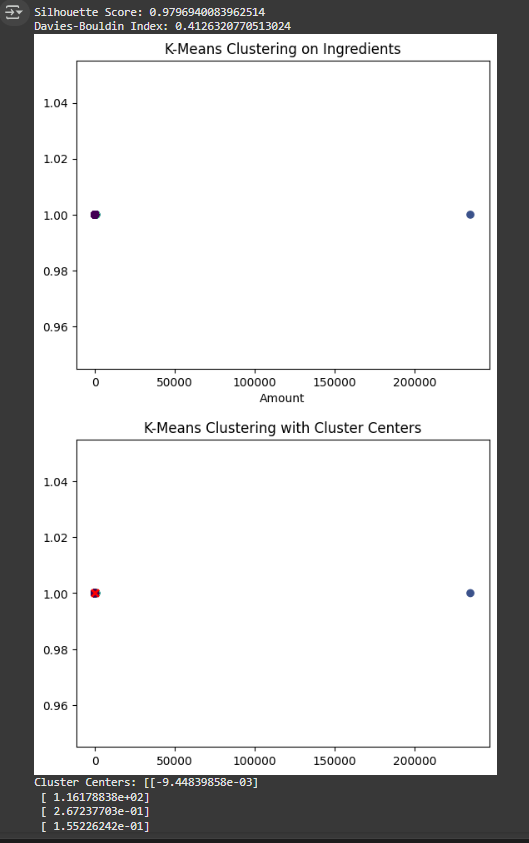 Silhouette Score: 0.9796940083962514
Davies-Bouldin Index: 0.4126320770513024
K-Means Clustering on Ingredients
1.04
1.02
1.00
0.98
0.96
0 50000 100000 150000 200000
Amount
K-Means Clustering with Cluster Centers
1.04
1.02
1.00
0.98
0.96
0 50000 100000 150000 200000
Cluster Centers: [[-9.44839858e-03]
[ 1.16178838e+02]
[ 2.67237703e-01]
[ 1.55226242e-01]